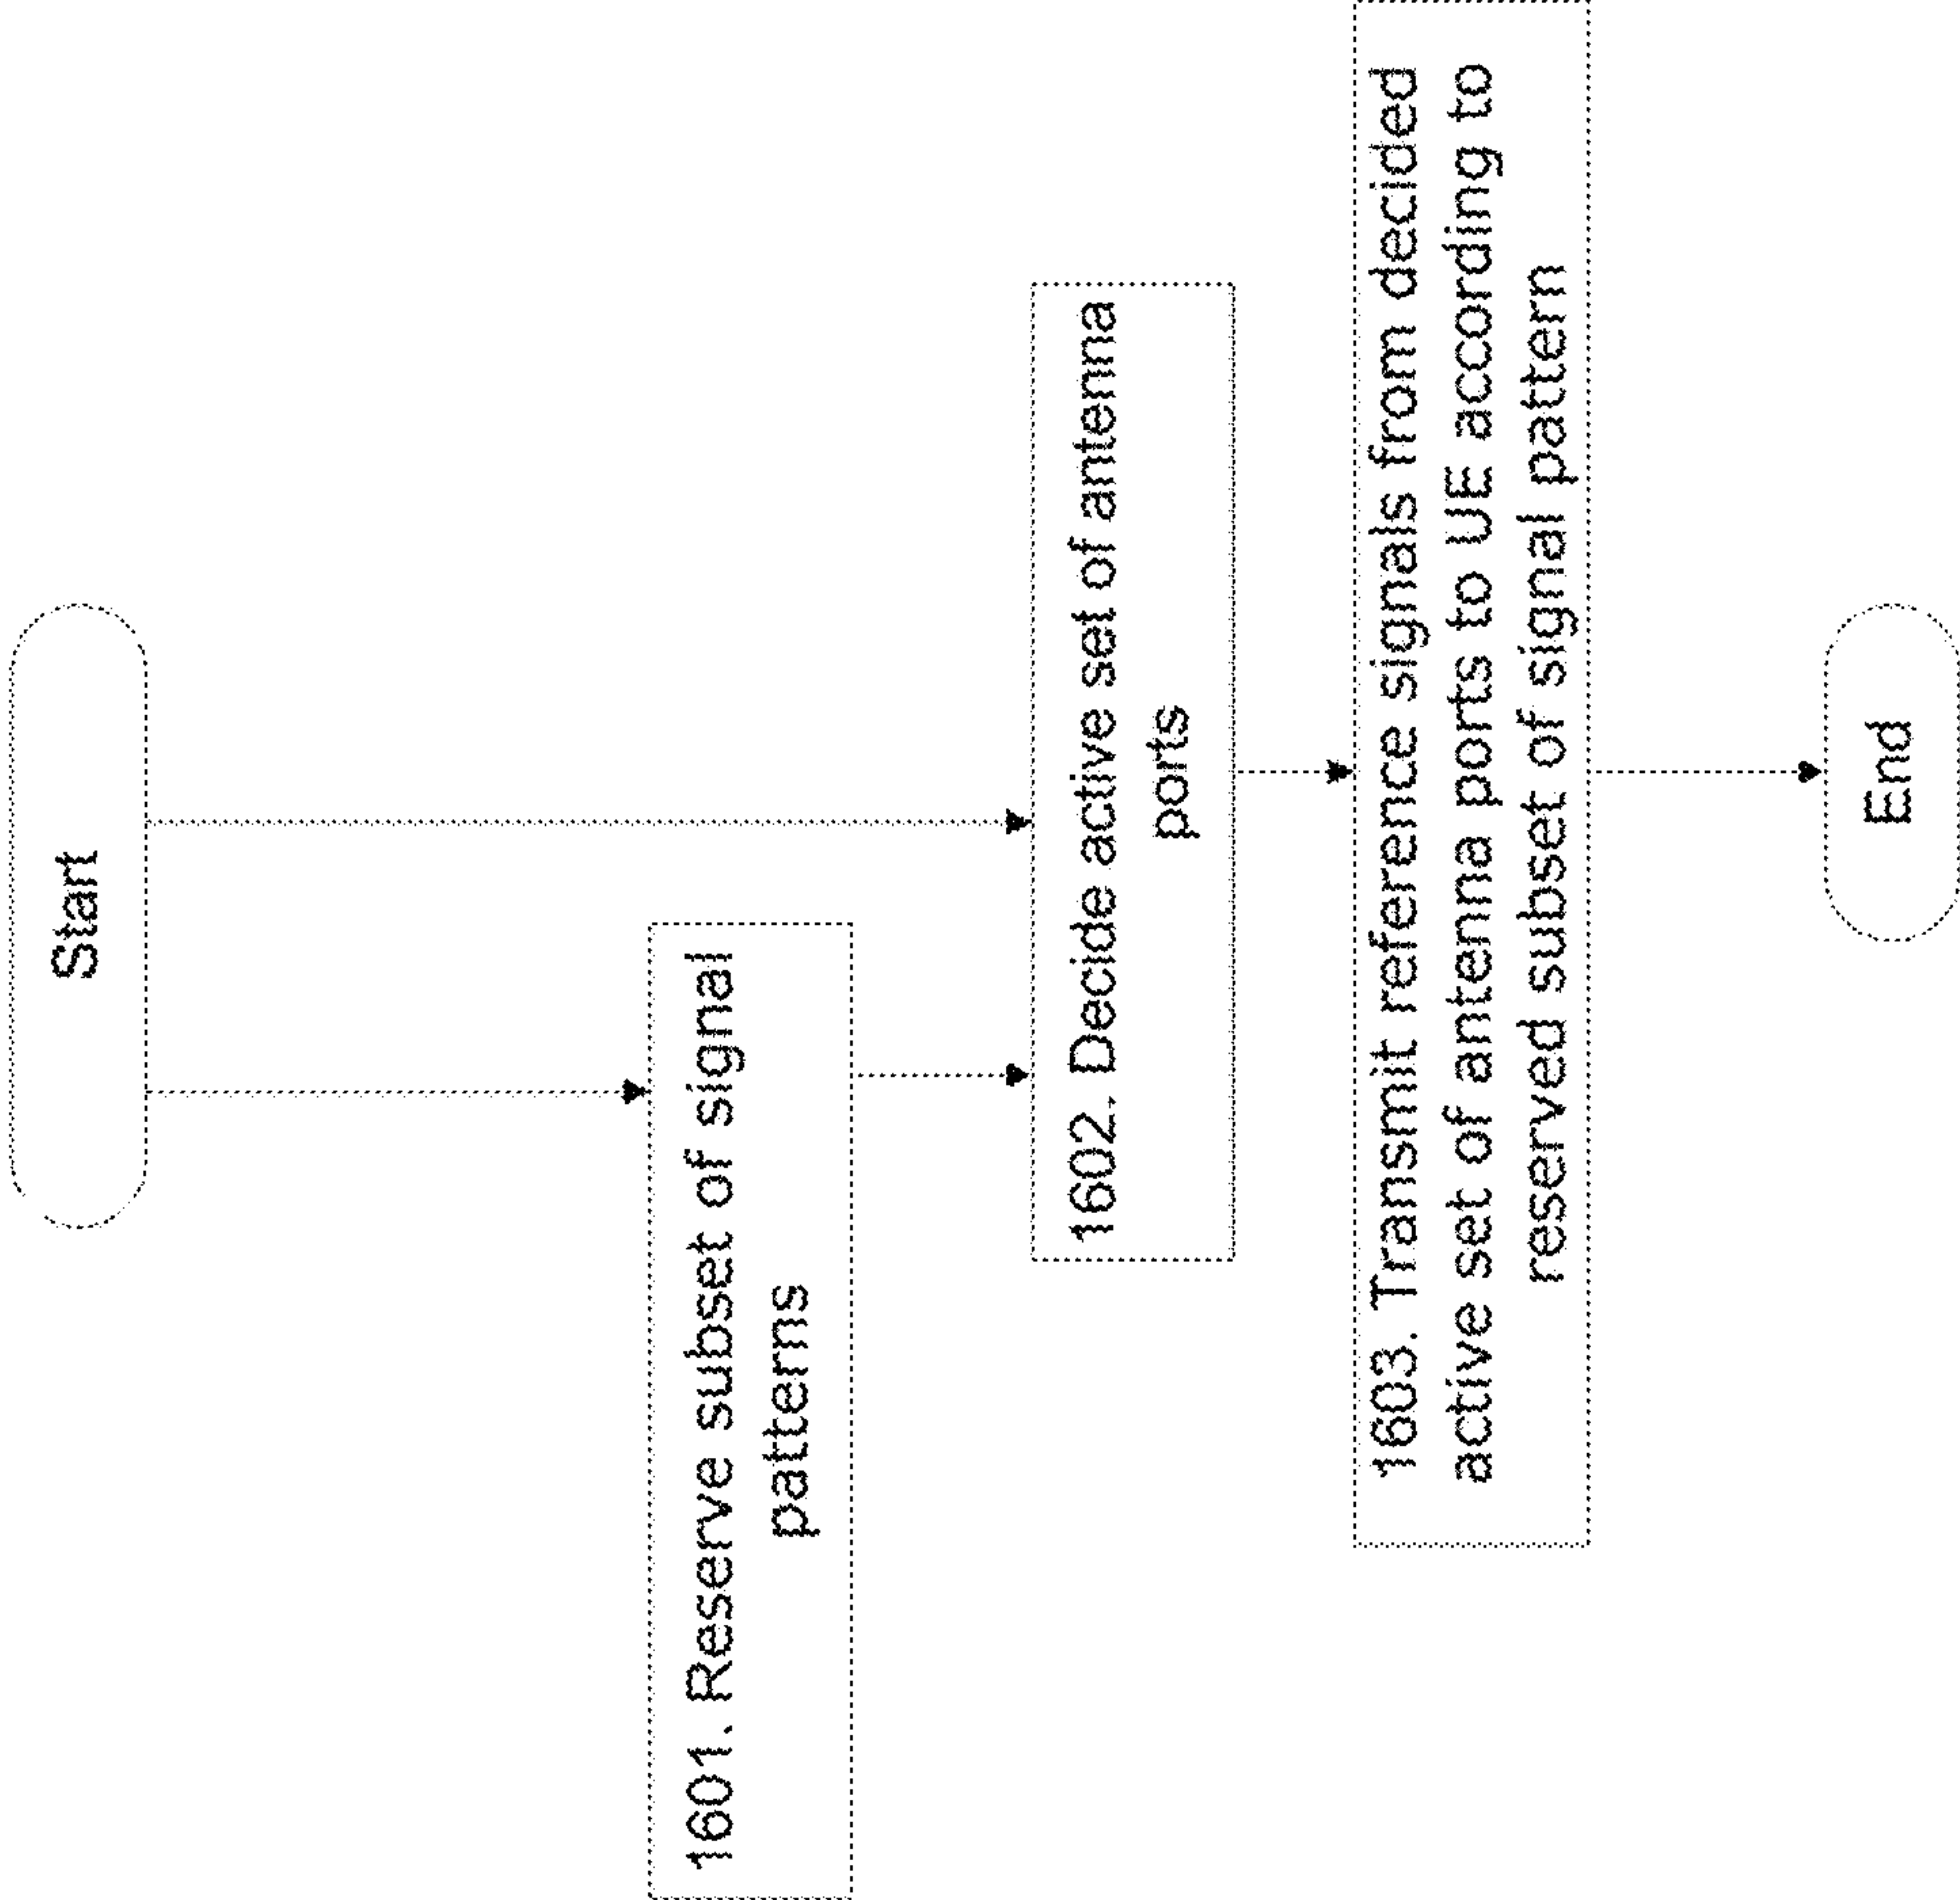 Start
1601. Reserve subset of signal
patterns
1602. Decide active set of antenna
ports
1603. Transmit reference signals from decided
active set of antenna ports to UE according to
reserved subset of signal pattern
End